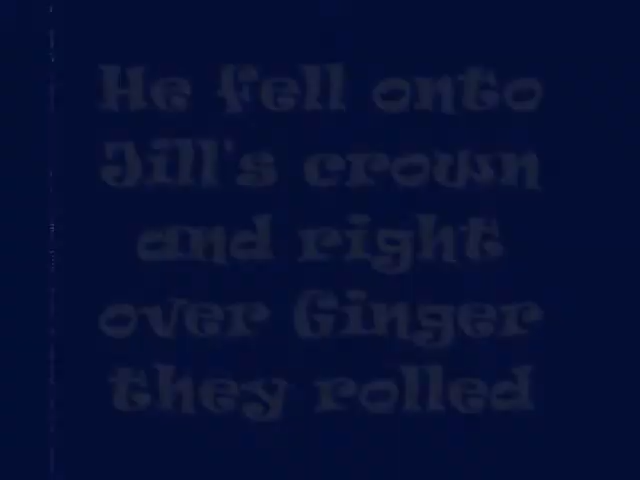 He fell onto
Jill's crown
and right
over Ginger
they rolled